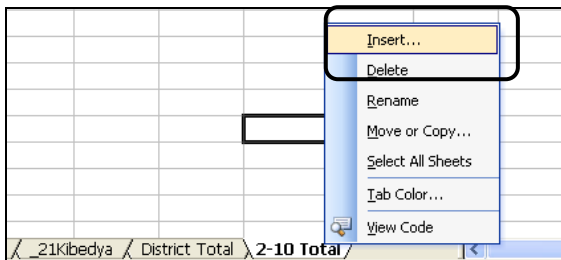 Insert...
Delete
Rename
Move or Copy...
Select All Sheets
Tab Color...
View Code
_21Kibedya / District Total \ 2-10 Total /